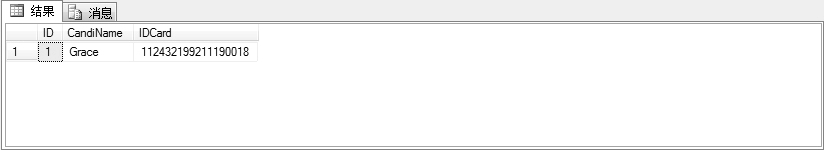 结果 消息
ID CandiName IDCard
1 1 Grace 112432199211190018